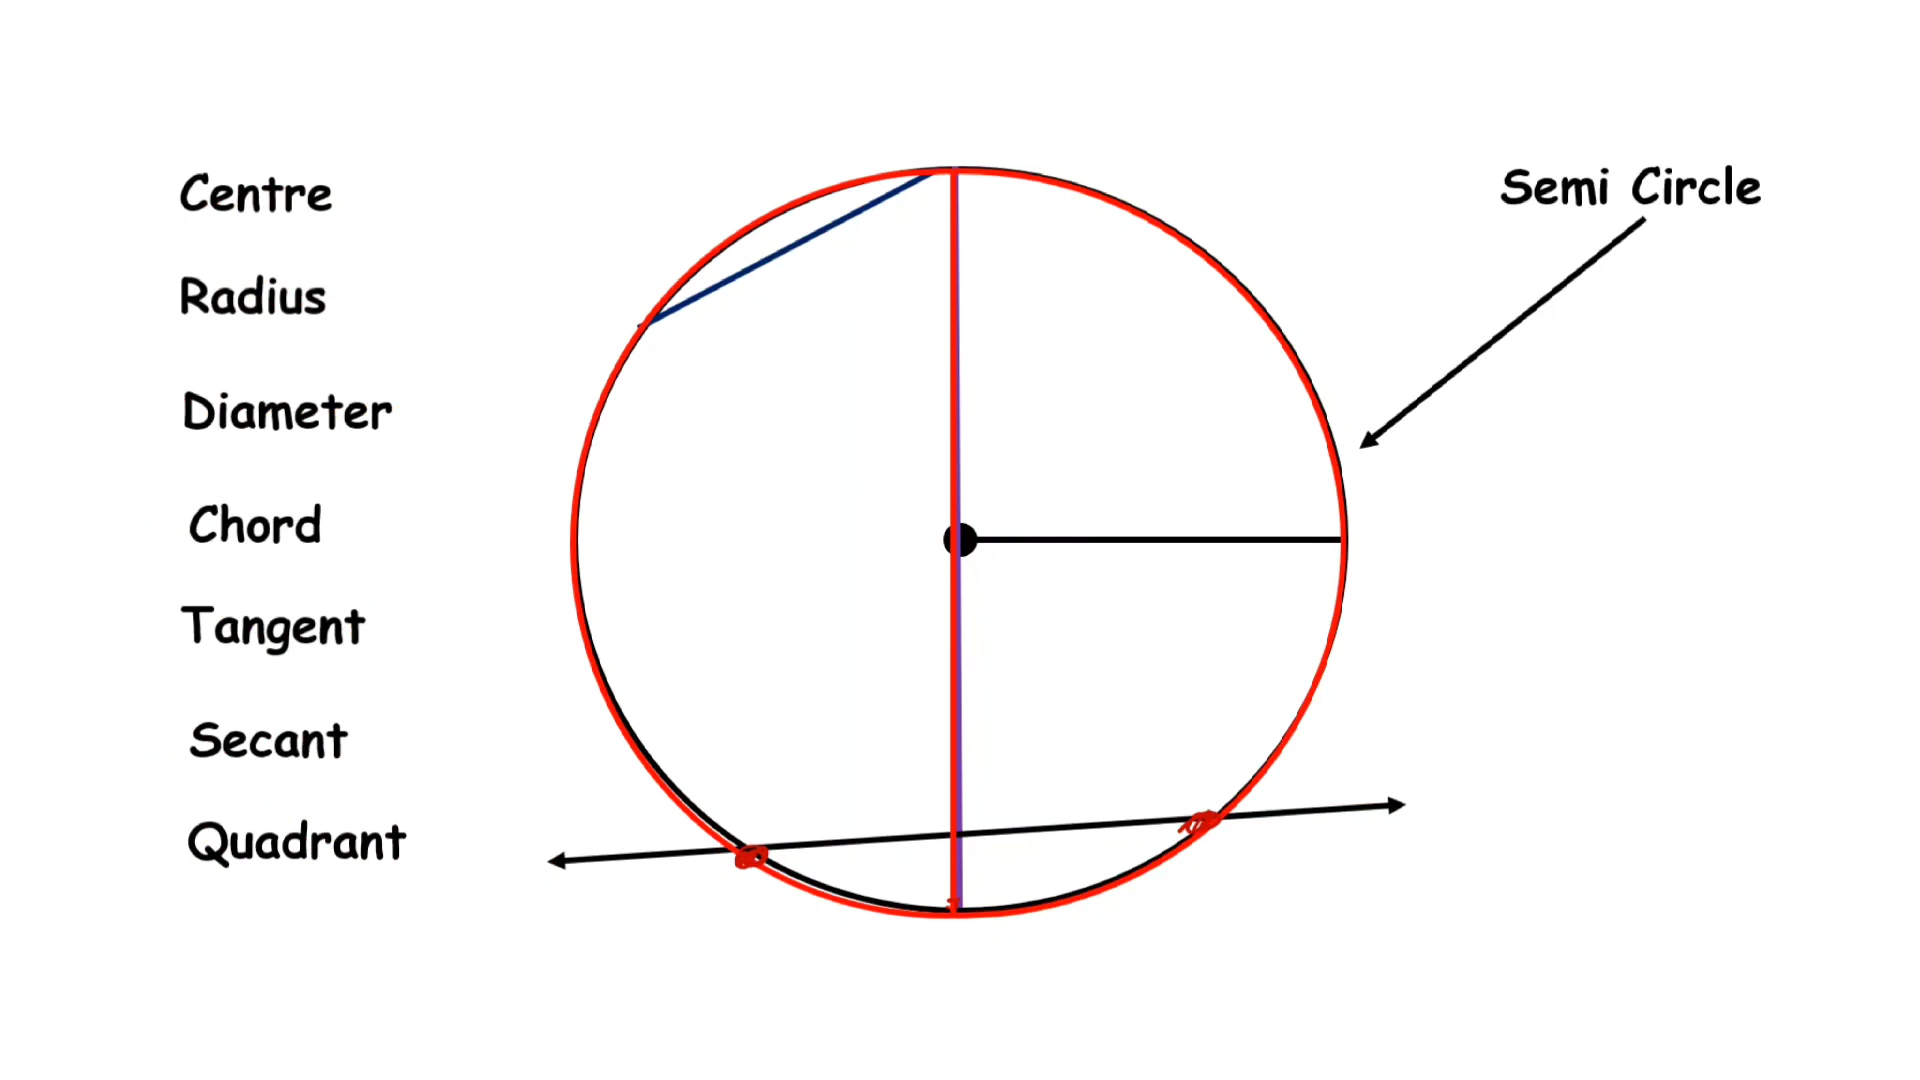 Centre
Radius
Diameter
Chord
Tangent
Secant
Quadrant
Semi Circle